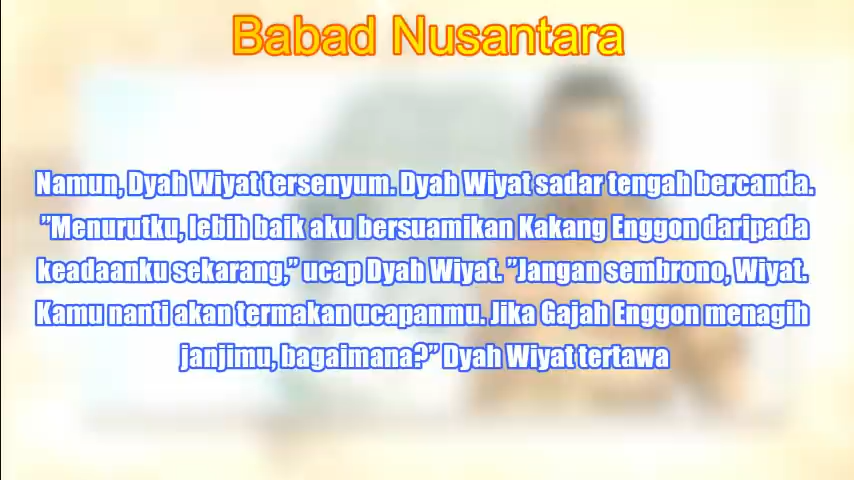 Babad Nusantara
Namun, Dyah Wiyat tersenyum. Dyah Wiyat sadar tengah bercanda.
”Menurutku, lebih baik aku bersuamikan Kakang Enggon daripada
keadaanku sekarang,” ucap Dyah Wiyat. ”Jangan sembrono, Wiyat.
Kamu nanti akan termakan ucapanmu. Jika Gajah Enggon menagih
janjimu, bagaimana?” Dyah Wiyat tertawa